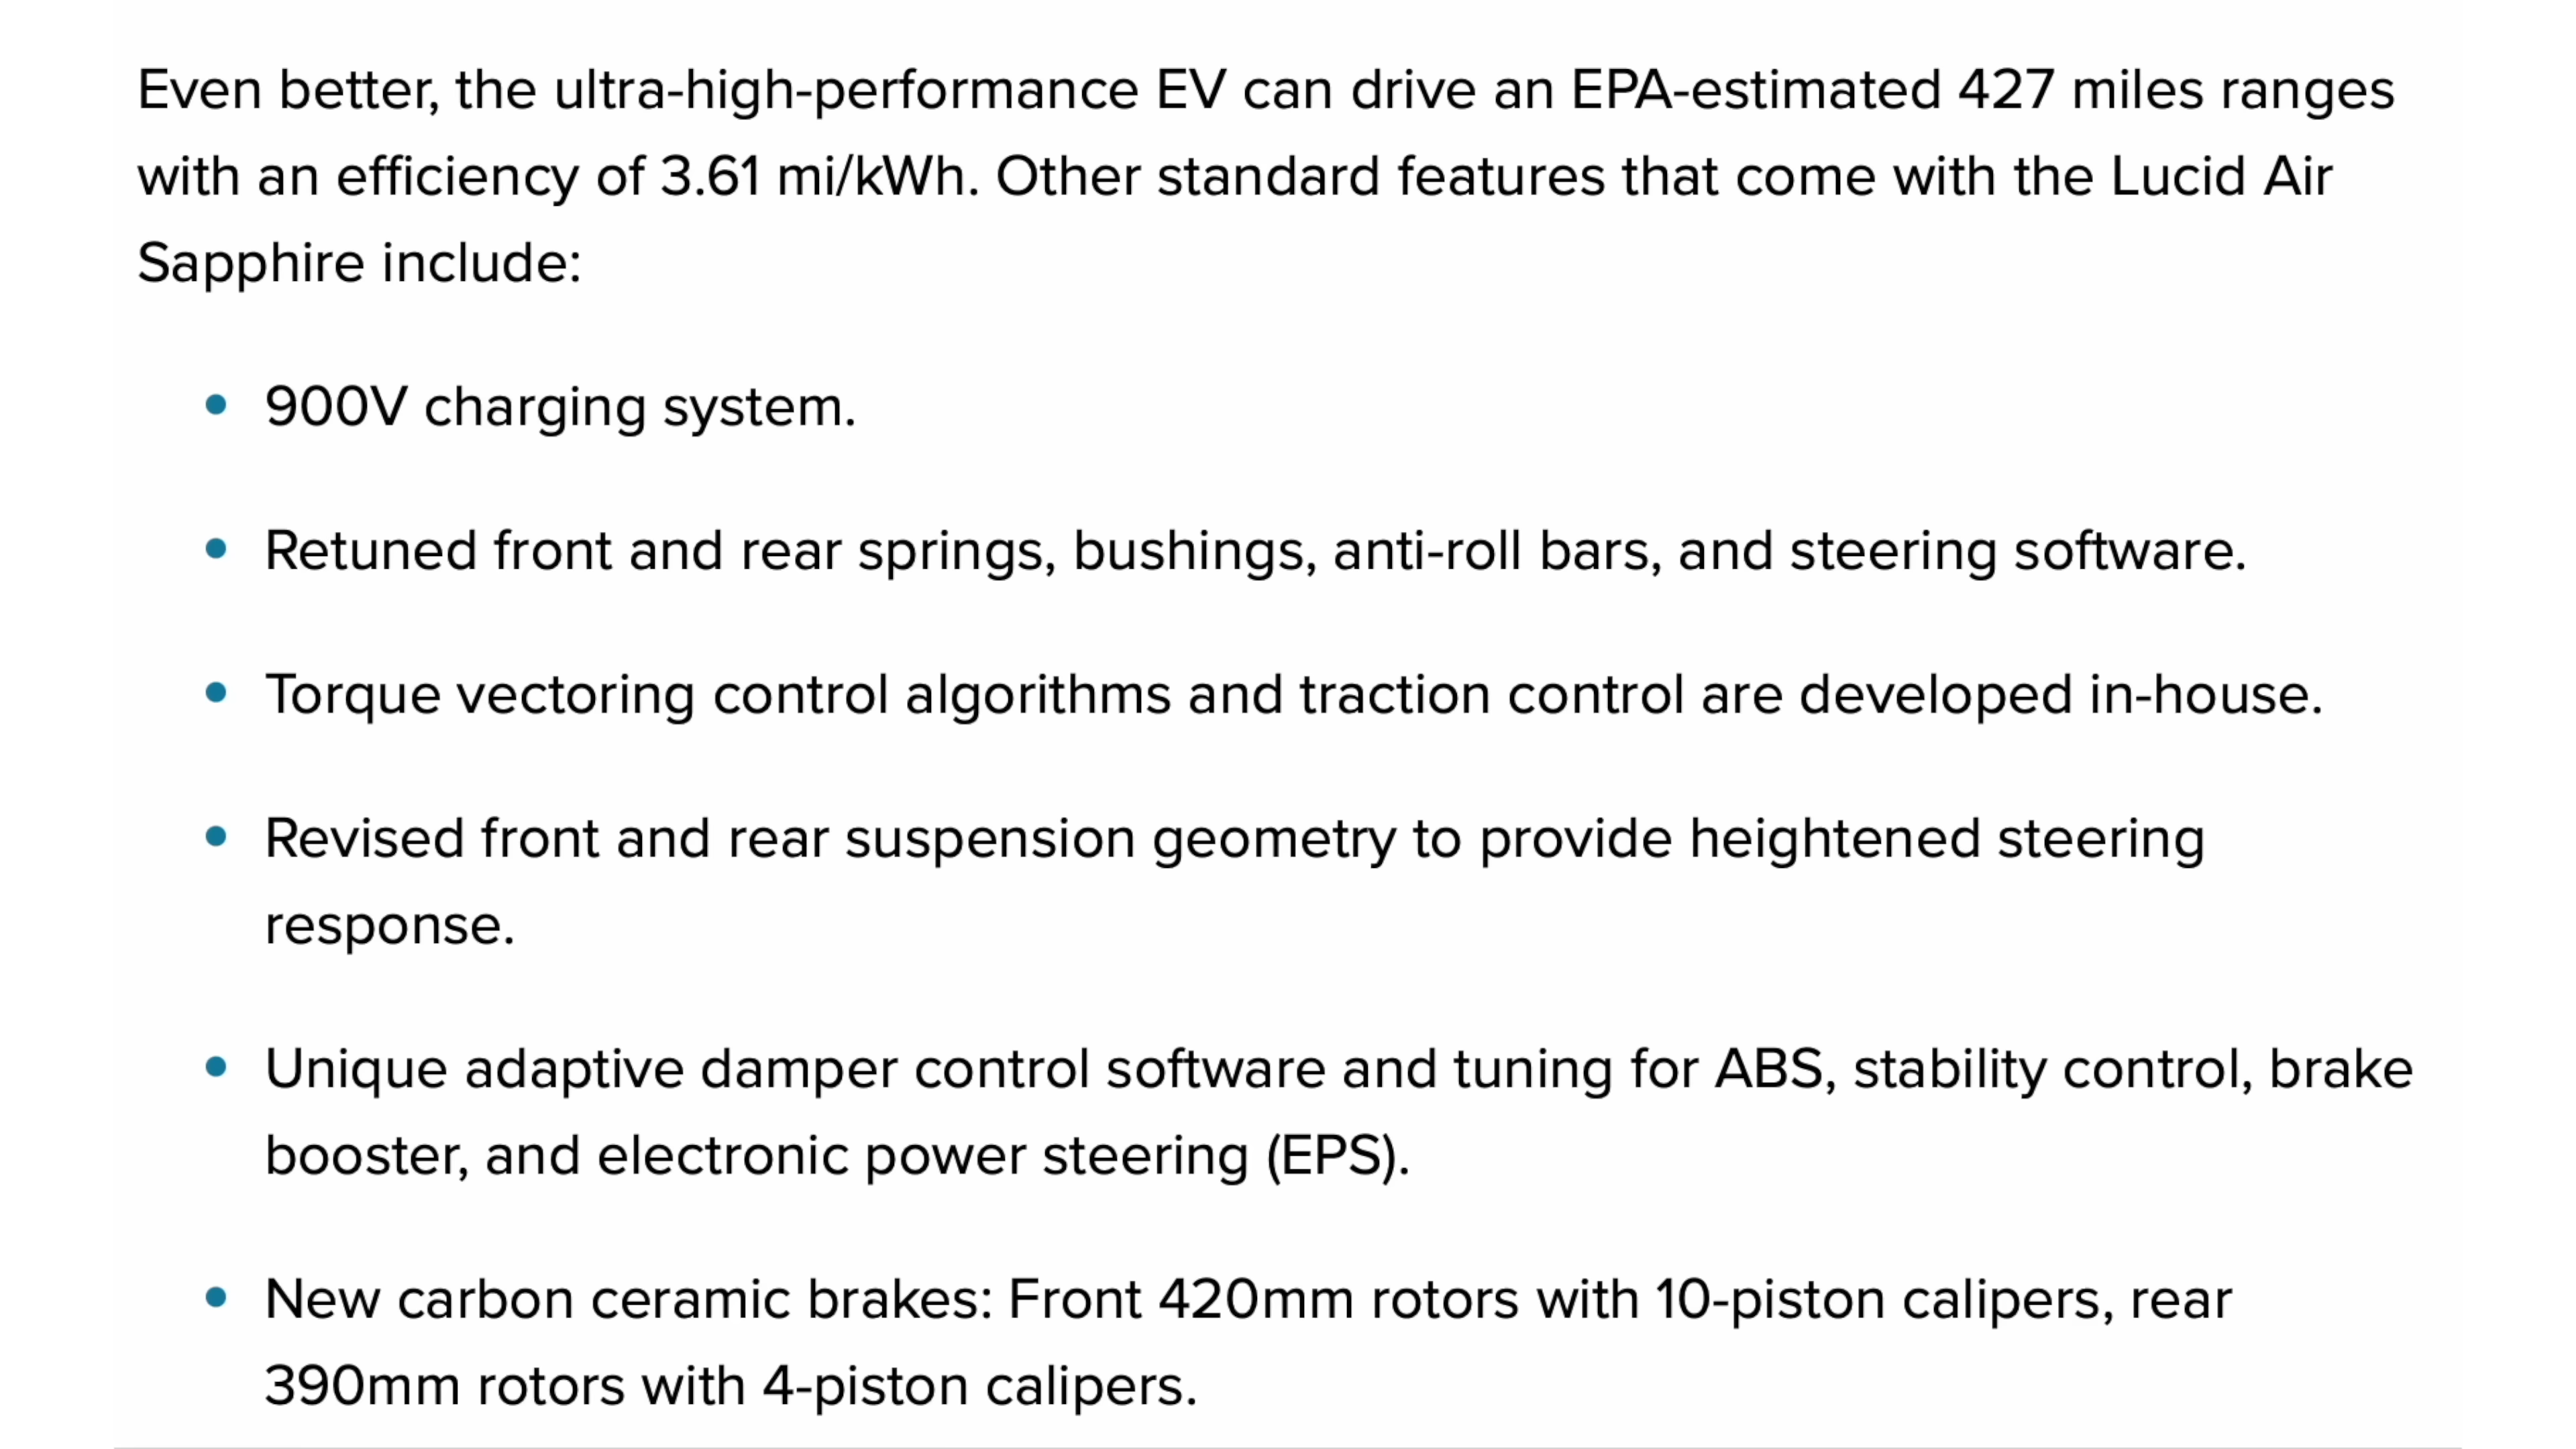 Even better, the ultra-high-performance EV can drive an EPA-estimated 427 miles ranges
with an efficiency of 3.61 mi/kWh. Other standard features that come with the Lucid Air
Sapphire include:
• 900V charging system.
• Retuned front and rear springs, bushings, anti-roll bars, and steering software.
• Torque vectoring control algorithms and traction control are developed in-house.
• Revised front and rear suspension geometry to provide heightened steering
response.
• Unique adaptive damper control software and tuning for ABS, stability control, brake
booster, and electronic power steering (EPS).
• New carbon ceramic brakes: Front 420mm rotors with 10-piston calipers, rear
390mm rotors with 4-piston calipers.